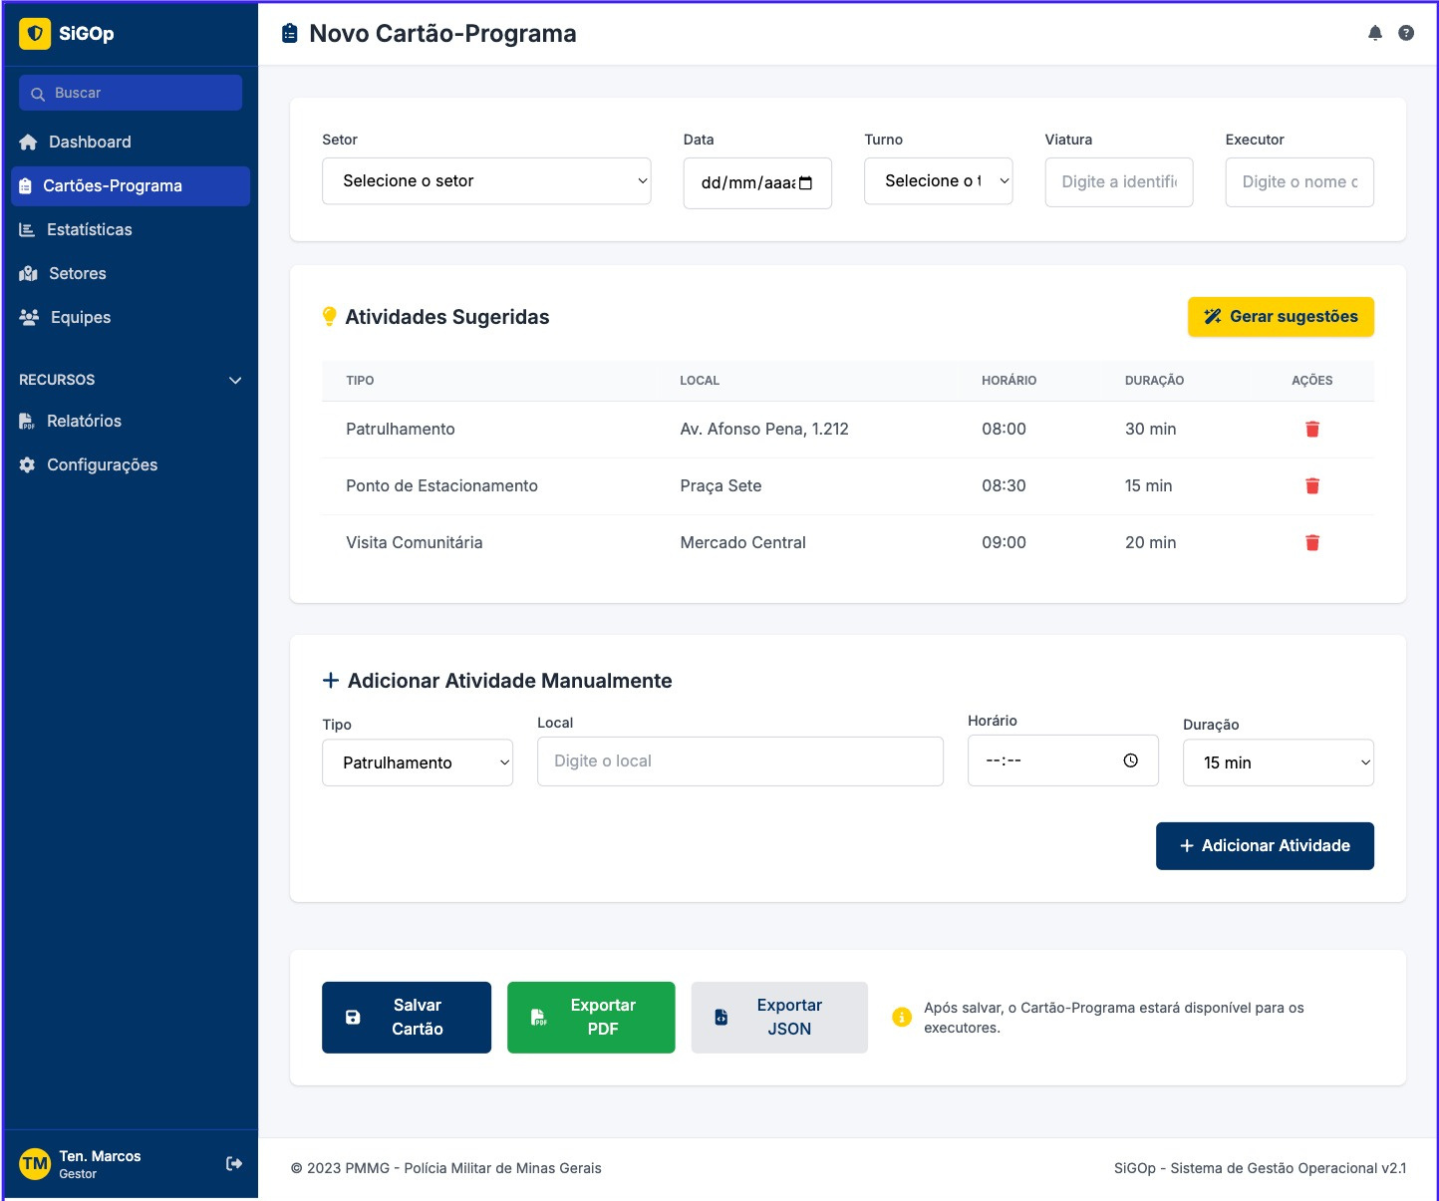 SiGOp
Novo Cartão-Programa
Buscar
Dashboard
Cartões-Programa
Estatísticas
Setores
Equipes
RECURSOS
Relatórios
Configurações
Ten. Marcos
Gestor
TM
Setor
Data
Turno
Viatura
Executor
Selecione o setor
dd/mm/aaaa
Selecione o t
Digite a identifi
Digite o nome c
Atividades Sugeridas
Gerar sugestões
TIPO LOCAL HORÁRIO DURAÇÃO AÇÕES
Patrulhamento Av. Afonso Pena, 1.212 08:00 30 min
Ponto de Estacionamento Praça Sete 08:30 15 min
Visita Comunitária Mercado Central 09:00 20 min
+ Adicionar Atividade Manualmente
Tipo
Local
Horário
Duração
Patrulhamento
Digite o local
--:--
15 min
+ Adicionar Atividade
Salvar
Cartão
PDF
Exportar
PDF
Exportar
JSON
Após salvar, o Cartão-Programa estará disponível para os
executores.
© 2023 PMMG - Polícia Militar de Minas Gerais
SiGOp - Sistema de Gestão Operacional v2.1